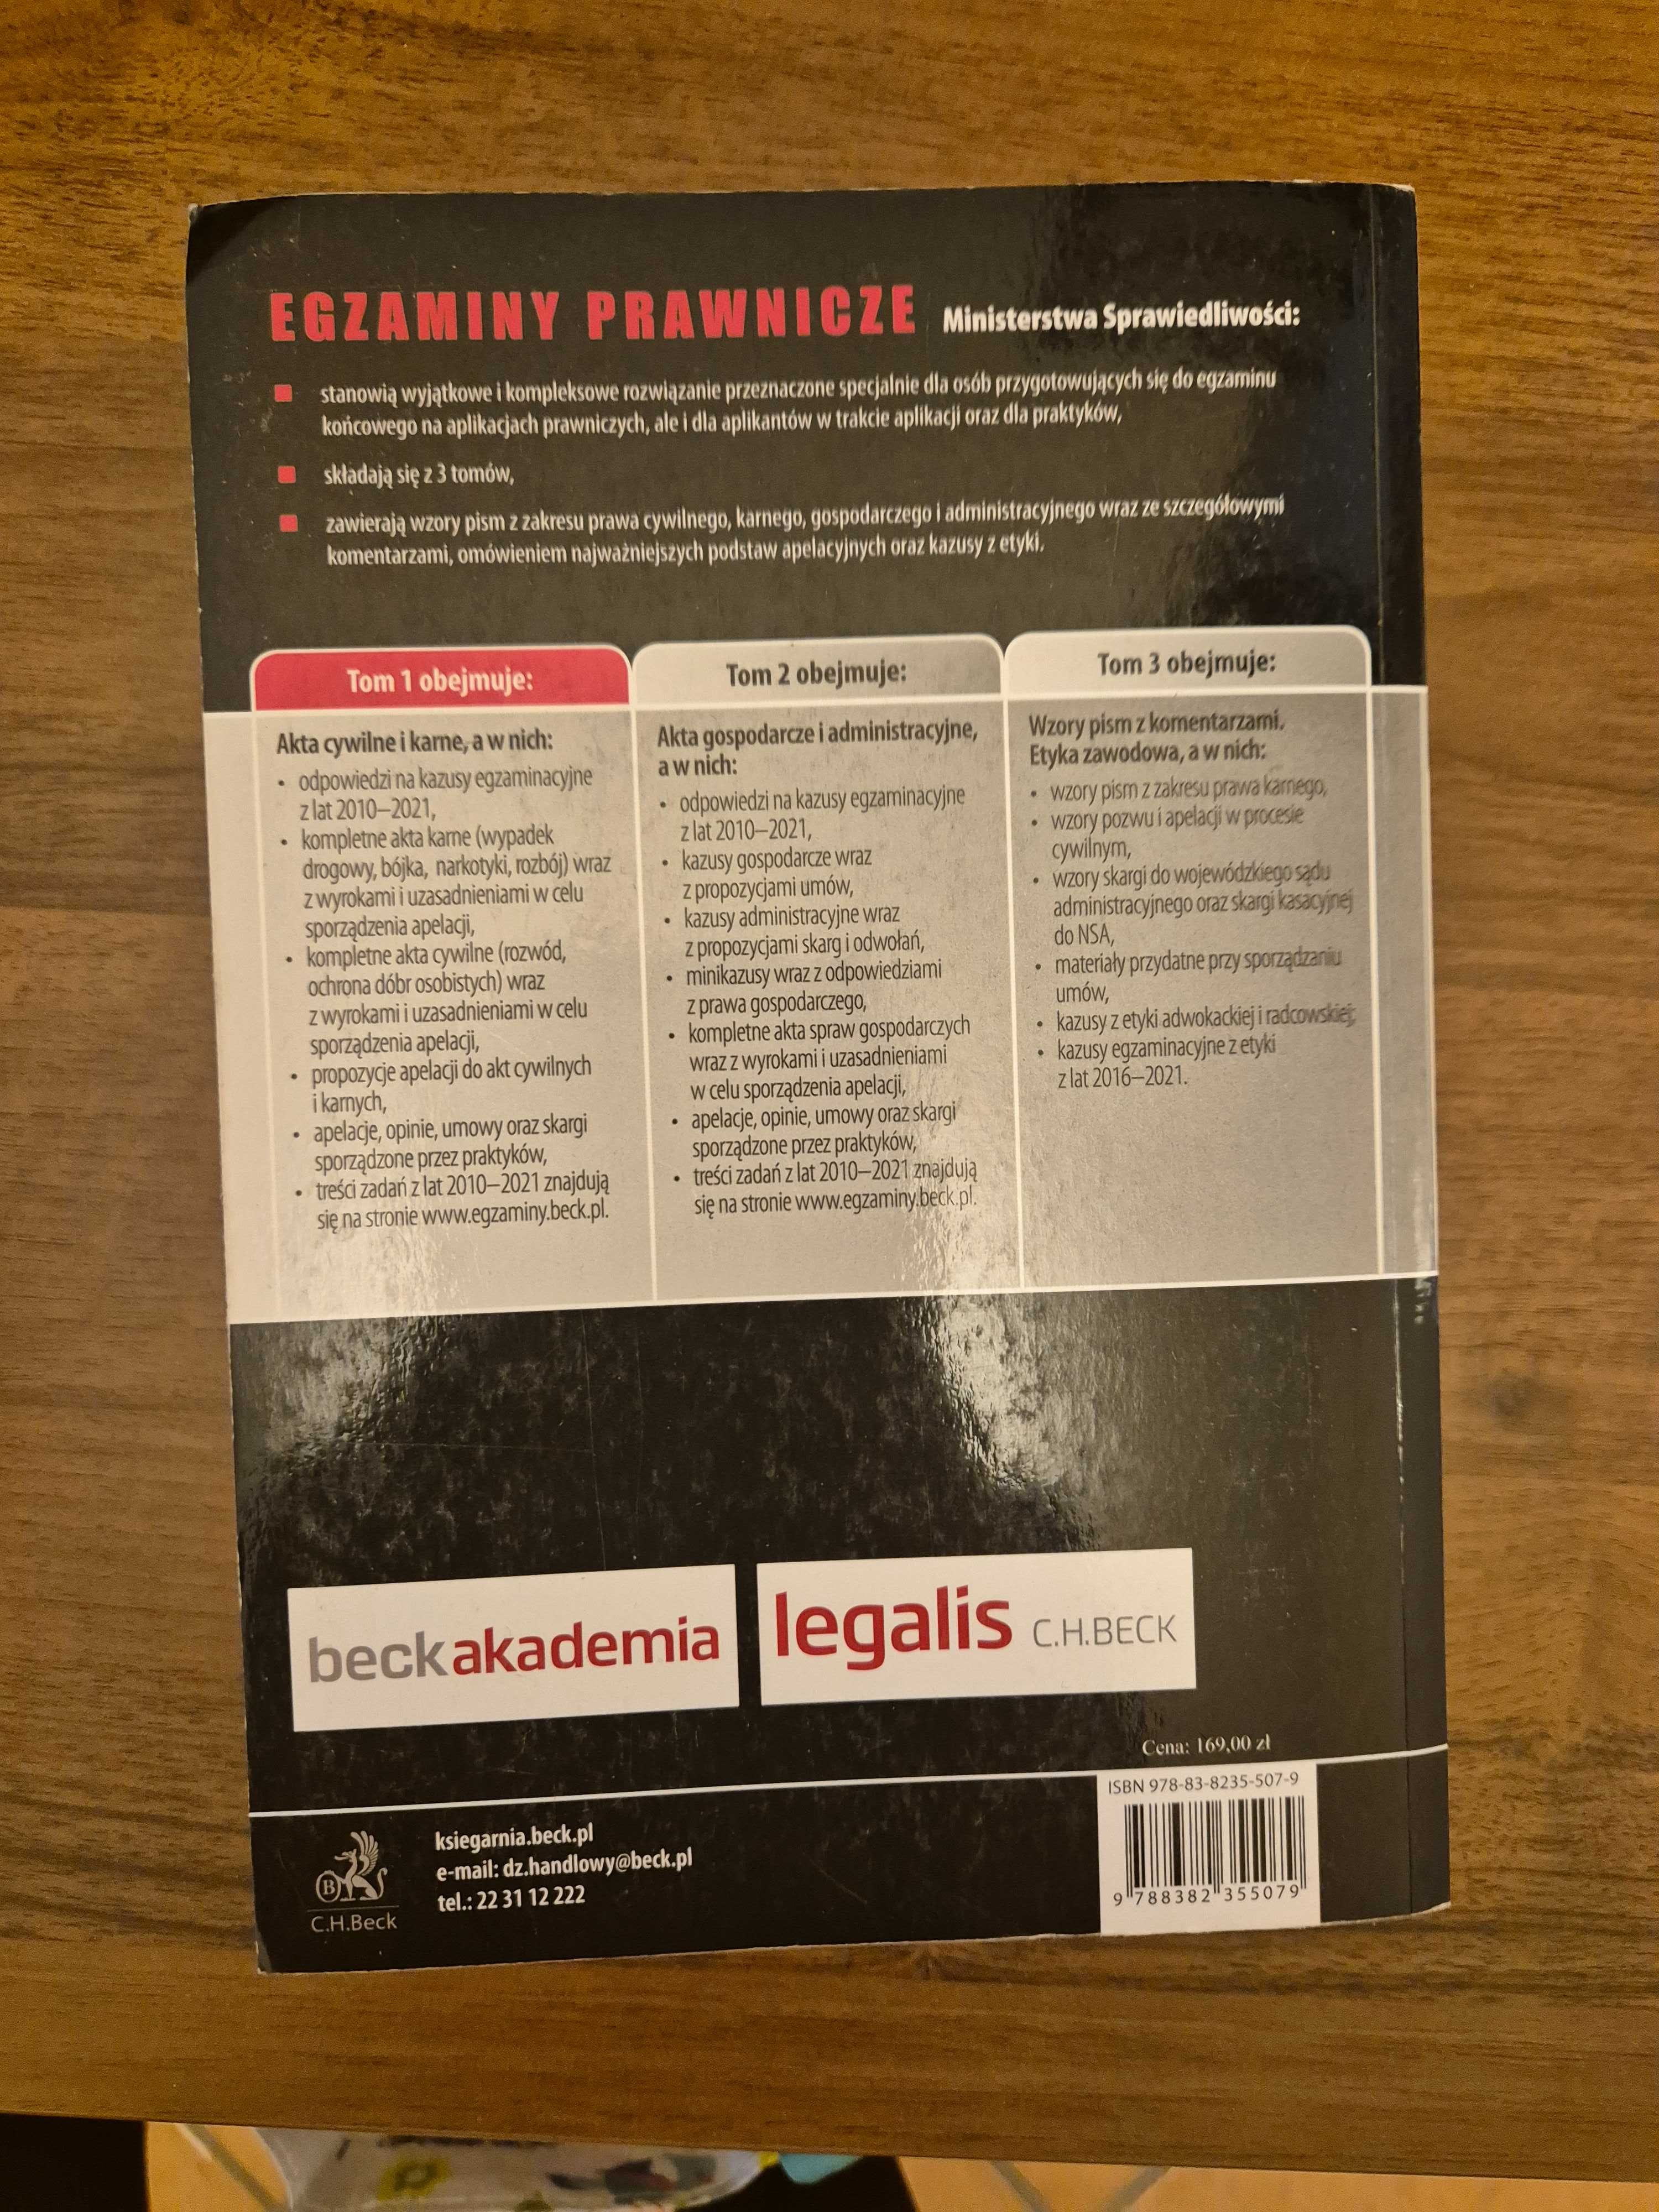 EGZAMINY PRAWNICZE Ministerstwa Sprawiedliwości:
■ stanowią wyjątkowe i kompleksowe rozwiązanie przeznaczone specjalnie dla osób przygotowujących się do egzaminu
końcowego na aplikacjach prawniczych, ale i dla aplikantów w trakcie aplikacji oraz dla praktyków,
■ składają się z 3 tomów,
■ zawierają wzory pism z zakresu prawa cywilnego, karnego, gospodarczego i administracyjnego wraz ze szczegółowymi
komentarzami, omówieniem najważniejszych podstaw apelacyjnych oraz kazusy z etyki.
Tom 1 obejmuje:
Akta cywilne i karne, a w nich:
• odpowiedzi na kazusy egzaminacyjne
z lat 2010–2021,
• kompletne akta karne (wypadek
drogowy, bójka, narkotyki, rozbój) wraz
z wyrokami i uzasadnieniami w celu
sporządzenia apelacji,
• kompletne akta cywilne (rozwód,
ochrona dóbr osobistych) wraz
z wyrokami i uzasadnieniami w celu
sporządzenia apelacji,
• propozycje apelacji do akt cywilnych
i karnych,
• apelacje, opinie, umowy oraz skargi
sporządzone przez praktyków,
• treści zadań z lat 2010–2021 znajdują
się na stronie www.egzaminy.beck.pl.
Tom 2 obejmuje:
Akta gospodarcze i administracyjne,
a w nich:
• odpowiedzi na kazusy egzaminacyjne
z lat 2010–2021,
• kazusy gospodarcze wraz
z propozycjami umów,
• kazusy administracyjne wraz
z propozycjami skarg i odwołań,
• minikazusy wraz z odpowiedziami
z prawa gospodarczego,
• kompletne akta spraw gospodarczych
wraz z wyrokami i uzasadnieniami
w celu sporządzenia apelacji,
• apelacje, opinie, umowy oraz skargi
sporządzone przez praktyków,
• treści zadań z lat 2010–2021 znajdują
się na stronie www.egzaminy.beck.pl.
Tom 3 obejmuje:
Wzory pism z komentarzami.
Etyka zawodowa, a w nich:
• wzory pism z zakresu prawa karnego,
• wzory pozwu i apelacji w procesie
cywilnym,
• wzory skargi do wojewódzkiego sądu
administracyjnego oraz skargi kasacyjnej
do NSA,
• materiały przydatne przy sporządzaniu
umów,
• kazusy z etyki adwokackiej i radcowskiej,
• kazusy egzaminacyjne z etyki
z lat 2016–2021.
beckakademia
legalis C.H.BECK
Cena: 169,00 zł
ISBN 978-83-8235-507-9
9 788382 355079
ksiegarnia.beck.pl
e-mail: dz.handlowy@beck.pl
tel.: 22 31 12 222
B
C.H.Beck